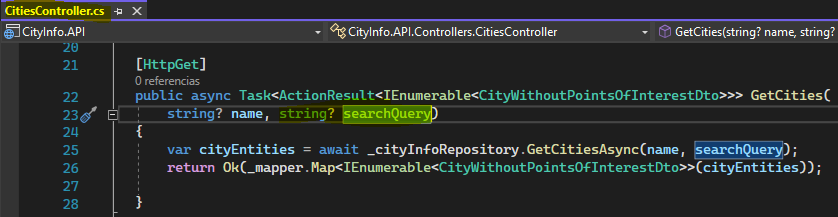 CitiesController.cs
CityInfo.API CityInfo.API.Controllers.CitiesController GetCities(string? name, string?
20
21 [HttpGet]
0 referencias
22 public async Task<ActionResult<IEnumerable<CityWithoutPointsOfInterestDto>>> GetCities(
23 string? name, string? searchQuery)
24 {
25 var cityEntities = await _cityInfoRepository.GetCitiesAsync(name, searchQuery);
26 return Ok(_mapper.Map<IEnumerable<CityWithoutPointsOfInterestDto>>(cityEntities));
27
28 }